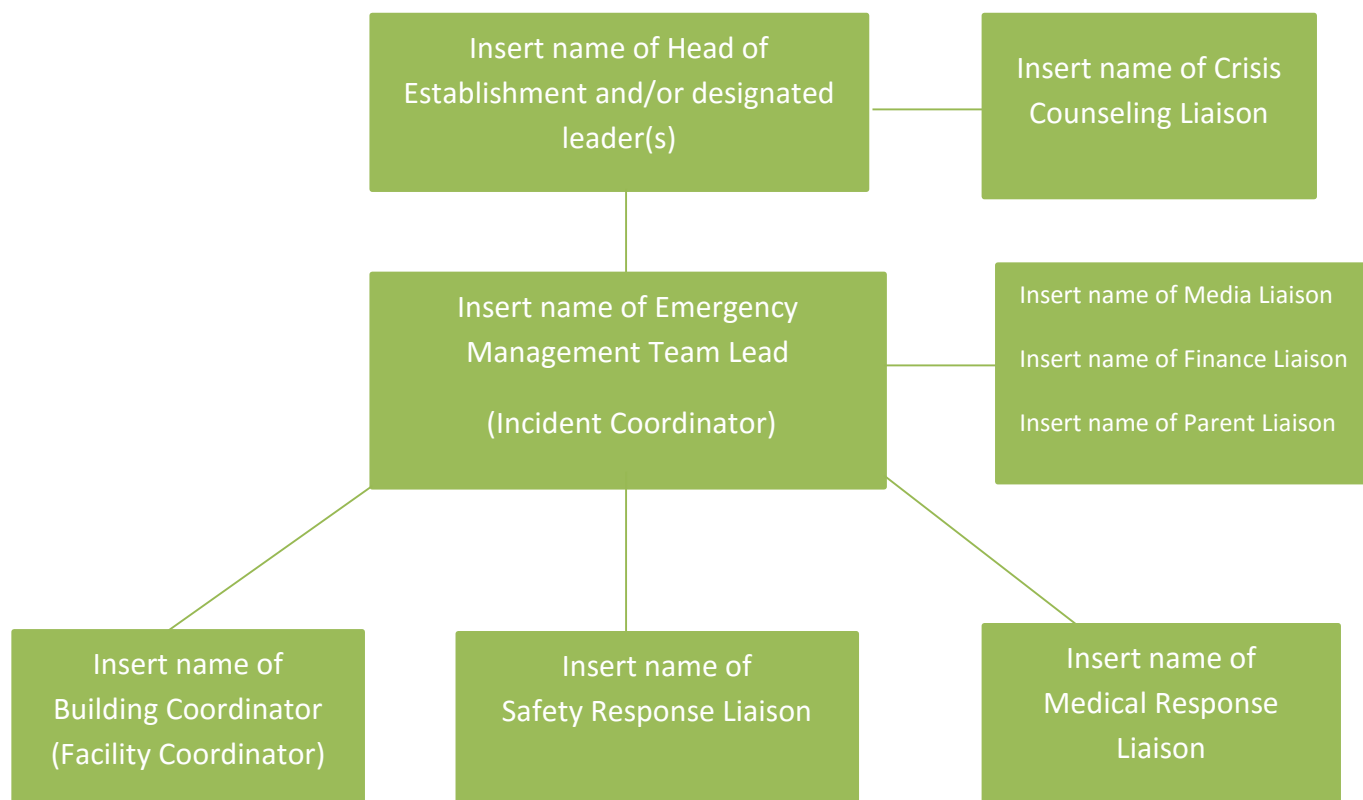 Insert name of Head of
Establishment and/or designated
leader(s)
Insert name of Crisis
Counseling Liaison
Insert name of Emergency
Management Team Lead
(Incident Coordinator)
Insert name of Media Liaison
Insert name of Finance Liaison
Insert name of Parent Liaison
Insert name of
Building Coordinator
(Facility Coordinator)
Insert name of
Safety Response Liaison
Insert name of
Medical Response
Liaison